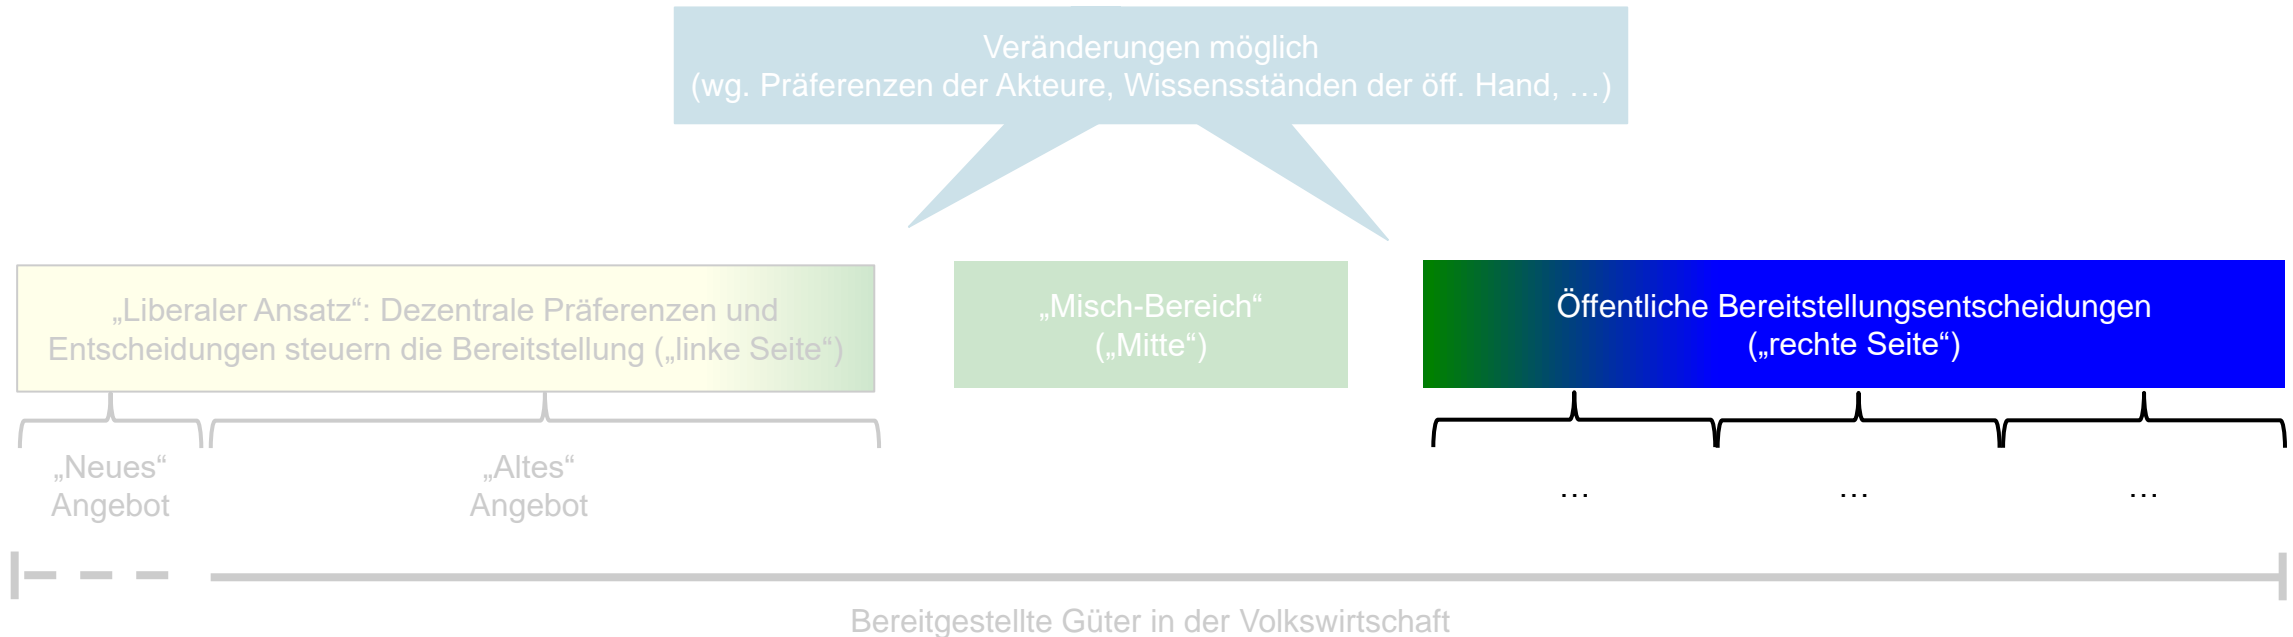 Veränderungen möglich
(wg. Präferenzen der Akteure, Wissensständen der öff. Hand, …)
„Liberaler Ansatz“: Dezentrale Präferenzen und
Entscheidungen steuern die Bereitstellung („linke Seite“)
„Misch-Bereich“
(„Mitte“)
Öffentliche Bereitstellungsentscheidungen
(„rechte Seite“)
„Neues“
Angebot
„Altes“
Angebot
…
…
…
Bereitgestellte Güter in der Volkswirtschaft